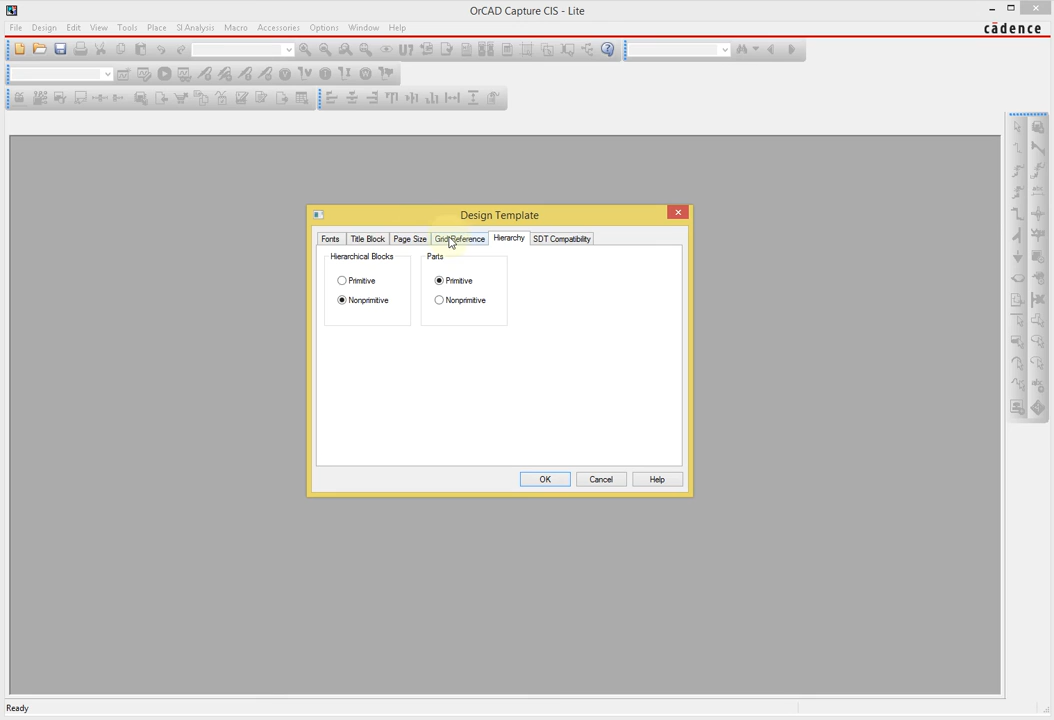 OrCAD Capture CIS - Lite
File Design Edit View Tools Place SI Analysis Macro Accessories Options Window Help
cādence
Design Template
Fonts Title Block Page Size Grid Reference Hierarchy SDT Compatibility
Hierarchical Blocks Parts
Primitive Primitive
Nonprimitive Nonprimitive
OK Cancel Help
Ready